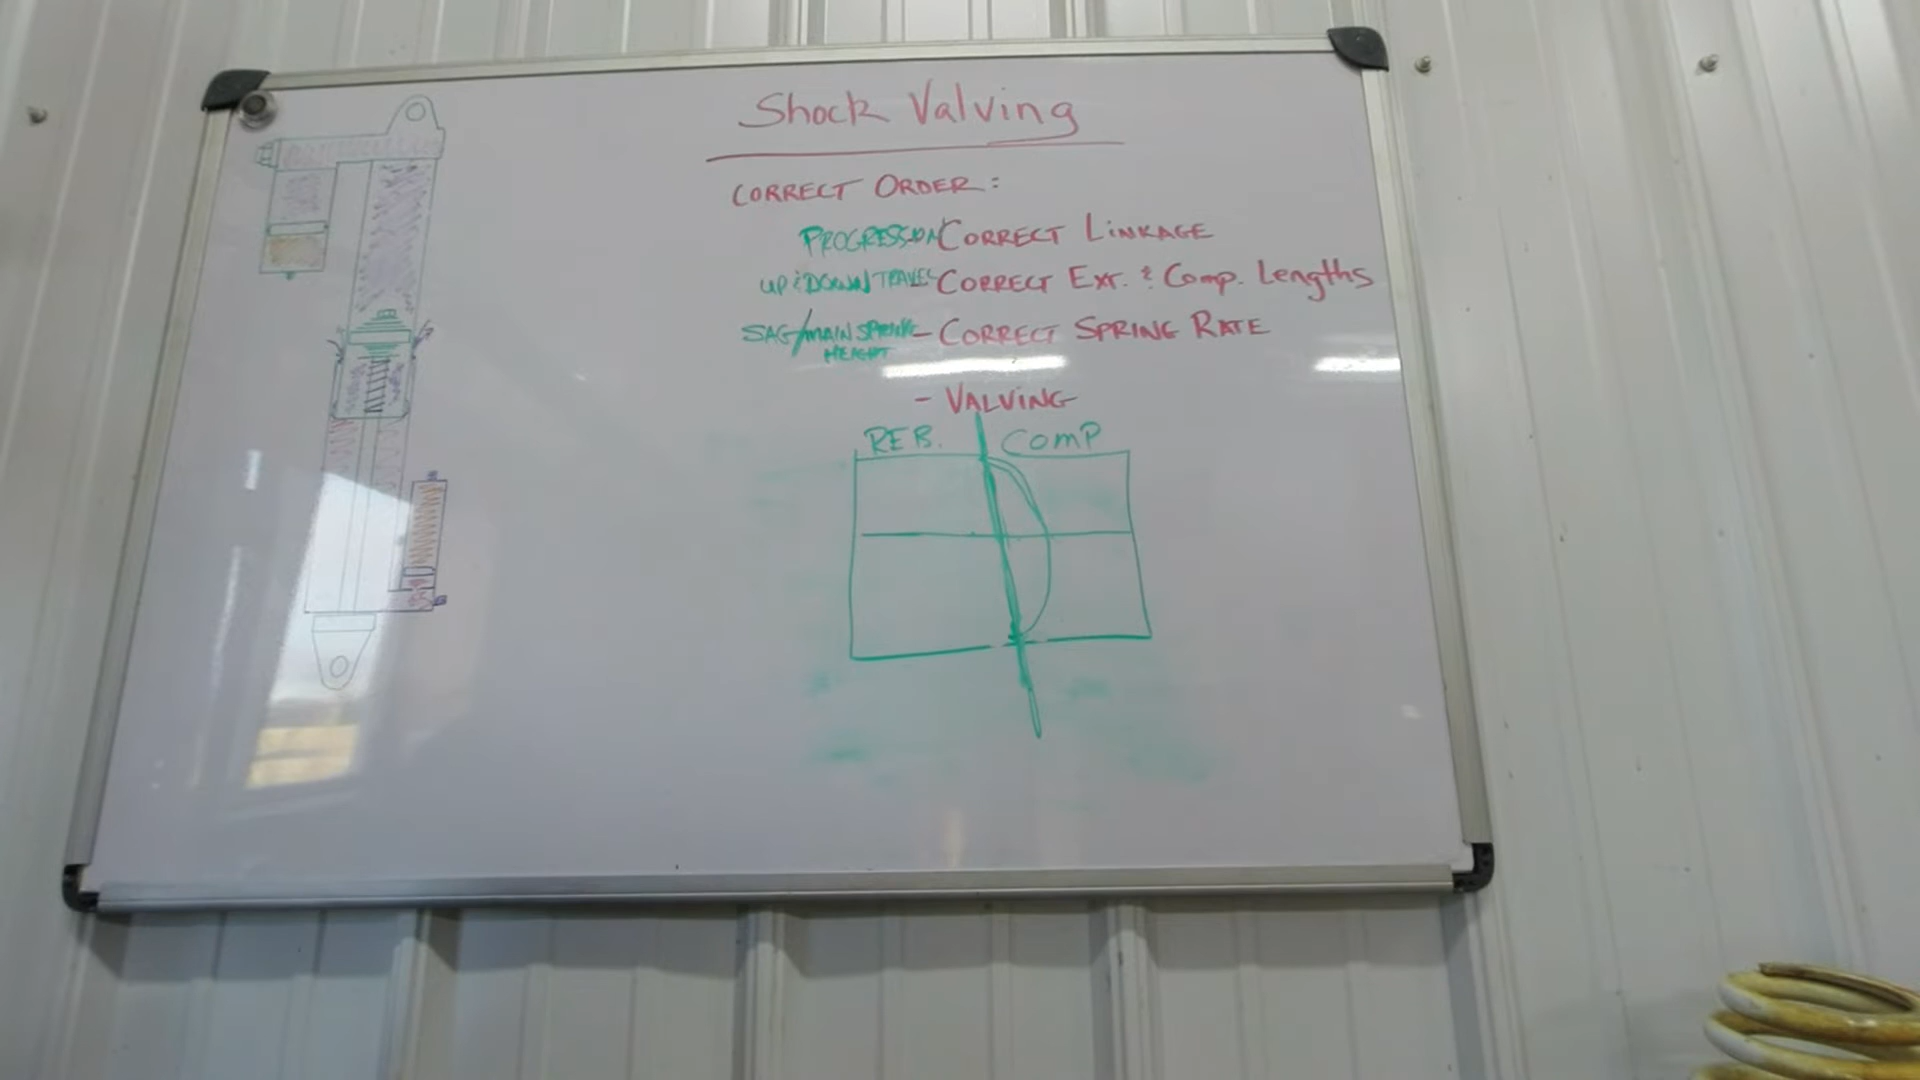 Shock Valving
CORRECT ORDER:
PROGRESSION CORRECT LINKAGE
UP & DOWN TRAVEL CORRECT EXT. & Comp. Lengths
SAG/MAIN SPRING - CORRECT SPRING RATE
HEIGHT
- VALVING
REB. COMP